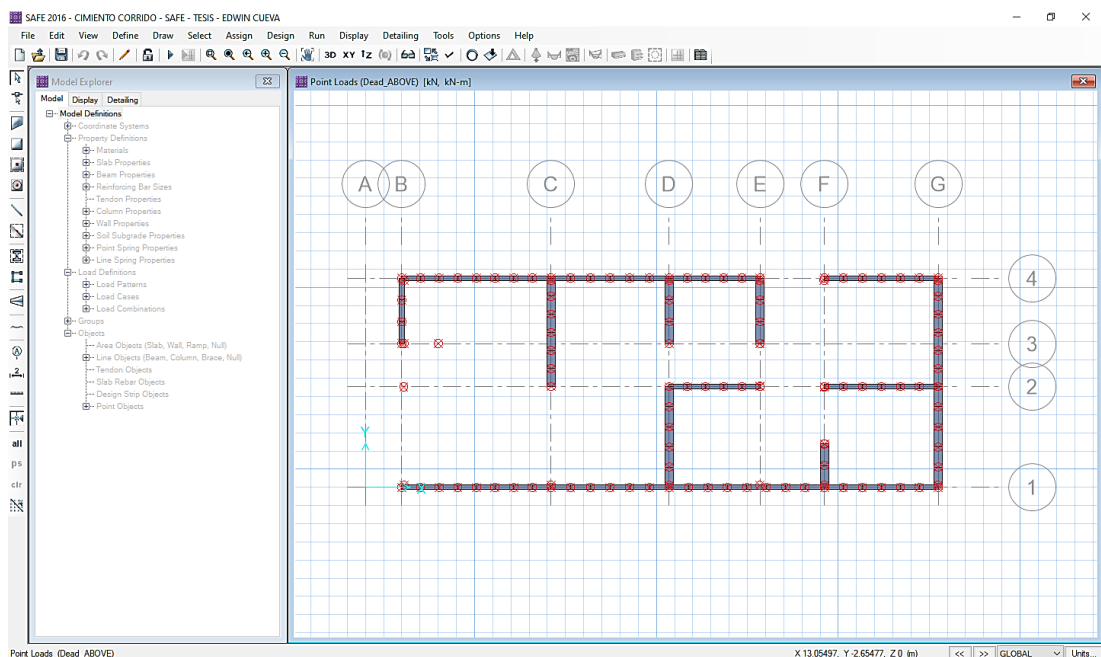 SAFE 2016 - CIMIENTO CORRIDO - SAFE - TESIS - EDWIN CUEVA
File Edit View Define Draw Select Assign Design Run Display Detailing Tools Options Help
3D XY
Model Explorer
Model Display Detailing
Model Definitions
Coordinate Systems
Property Definitions
Materials
Slab Properties
Beam Properties
Reinforcing Bar Sizes
Tendon Properties
Column Properties
Wall Properties
Soil Subgrade Properties
Point Spring Properties
Line Spring Properties
Load Definitions
Load Patterns
Load Cases
Load Combinations
Groups
Objects
Area Objects (Slab, Wall, Ramp, Null)
Line Objects (Beam, Column, Brace, Null)
Tendon Objects
Slab Rebar Objects
Design Strip Objects
Point Objects
all
ps
clr
Point Loads (Dead_ABOVE) [kN, kN-m]
A B C D E F G
4
3
2
1
Y
X
Point Loads (Dead_ABOVE)
X 13.05497, Y -2.65477, Z 0 (m)
<< >> GLOBAL Units...